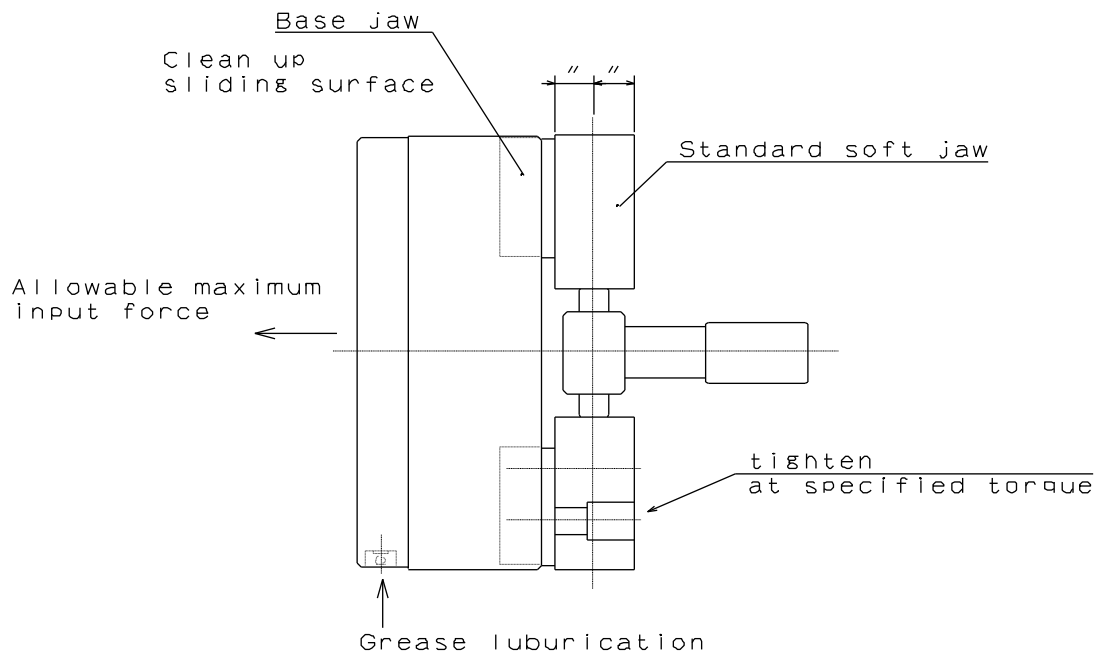 Base jaw
Clean up
sliding surface
〃 〃
Standard soft jaw
Allowable maximum
input force
tighten
at specified torque
Grease luburication